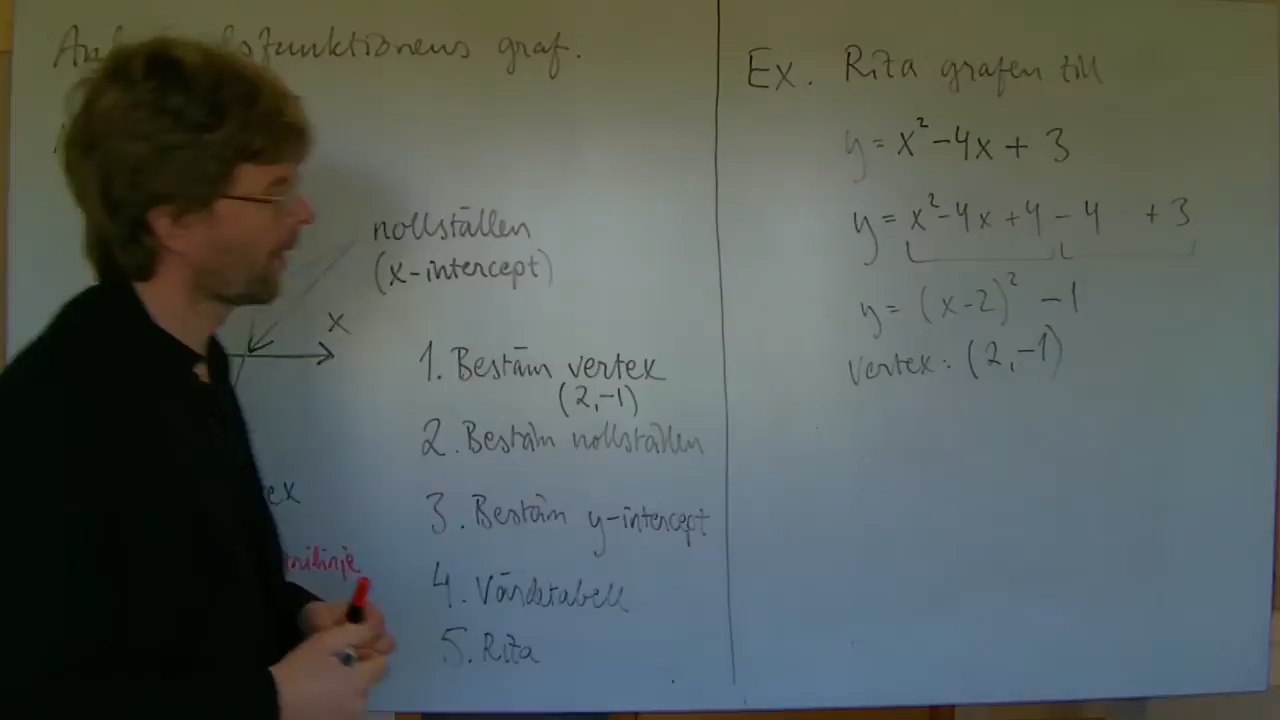 graf.
nollställen
(x-intercept)
x
1. Bestäm vertex
(2,-1)
2. Bestäm nollställen
3. Bestäm y-intercept
4. Värdetabell
5. Rita
Ex. Rita grafen till
y = x² - 4x + 3
y = x² - 4x + 4 - 4 + 3
y = (x-2)² - 1
Vertex: (2,-1)